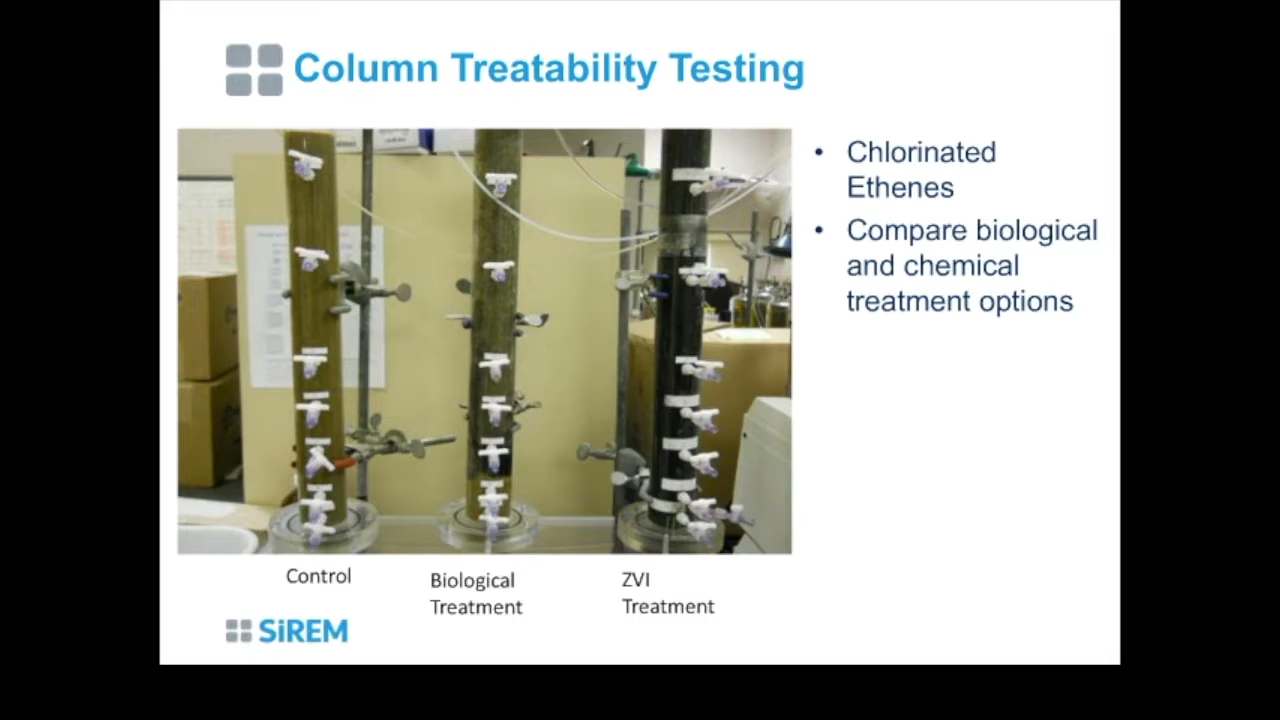 Column Treatability Testing
• Chlorinated
Ethenes
• Compare biological
and chemical
treatment options
Control
Biological
Treatment
ZVI
Treatment
SiREM